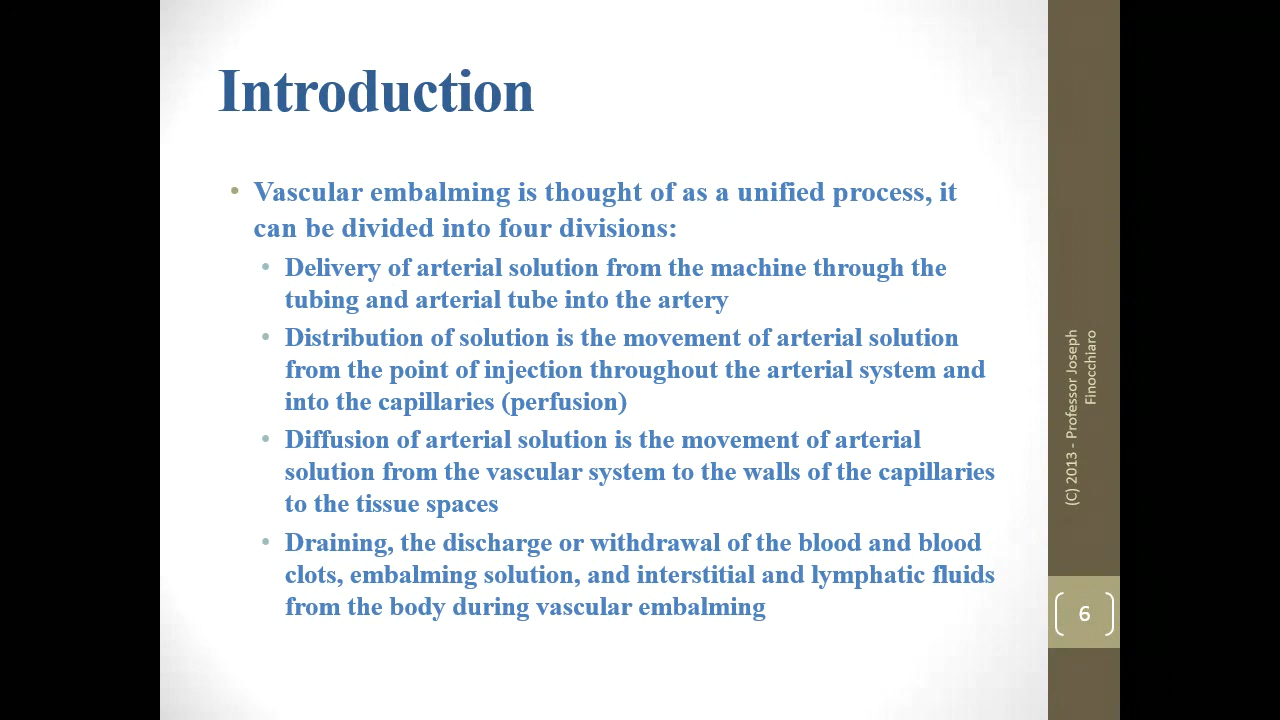 Introduction
• Vascular embalming is thought of as a unified process, it
can be divided into four divisions:
• Delivery of arterial solution from the machine through the
tubing and arterial tube into the artery
• Distribution of solution is the movement of arterial solution
from the point of injection throughout the arterial system and
into the capillaries (perfusion)
• Diffusion of arterial solution is the movement of arterial
solution from the vascular system to the walls of the capillaries
to the tissue spaces
• Draining, the discharge or withdrawal of the blood and blood
clots, embalming solution, and interstitial and lymphatic fluids
from the body during vascular embalming
(C) 2013 - Professor Joseph
Finocchiaro
6